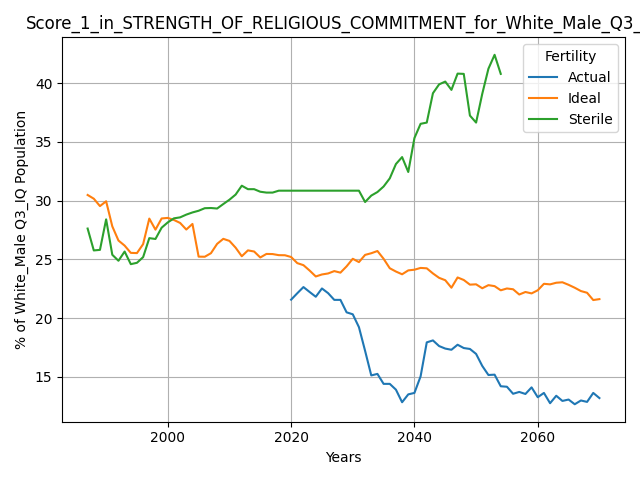 Score_1_in_STRENGTH_OF_RELIGIOUS_COMMITMENT_for_White_Male_Q3_
Fertility
Actual
Ideal
Sterile
% of White_Male Q3_IQ Population
40
35
30
25
20
15
2000
2020
2040
2060
Years